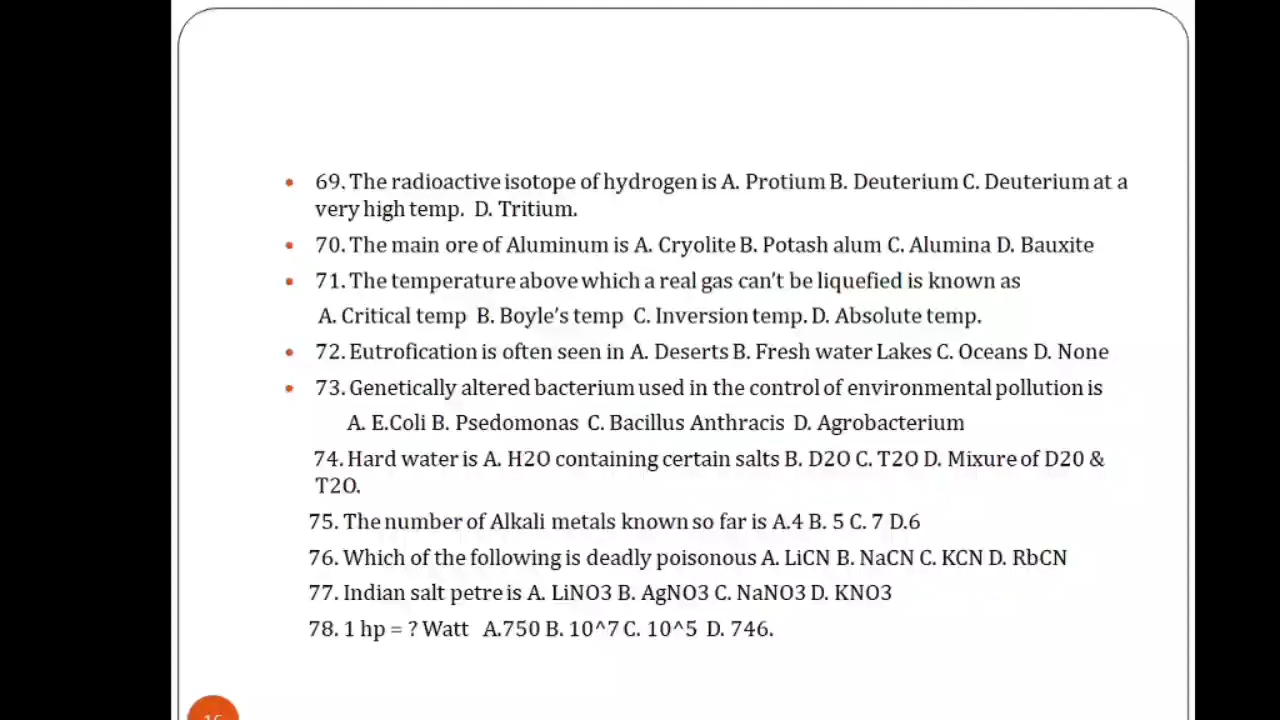 69. The radioactive isotope of hydrogen is A. Protium B. Deuterium C. Deuterium at a
very high temp. D. Tritium.
70. The main ore of Aluminum is A. Cryolite B. Potash alum C. Alumina D. Bauxite
71. The temperature above which a real gas can't be liquefied is known as
A. Critical temp B. Boyle's temp C. Inversion temp. D. Absolute temp.
72. Eutrofication is often seen in A. Deserts B. Fresh water Lakes C. Oceans D. None
73. Genetically altered bacterium used in the control of environmental pollution is
A. E.Coli B. Psedomonas C. Bacillus Anthracis D. Agrobacterium
74. Hard water is A. H2O containing certain salts B. D2O C. T2O D. Mixure of D20 &
T2O.
75. The number of Alkali metals known so far is A.4 B. 5 C. 7 D.6
76. Which of the following is deadly poisonous A. LiCN B. NaCN C. KCN D. RbCN
77. Indian salt petre is A. LiNO3 B. AgNO3 C. NaNO3 D. KNO3
78. 1 hp = ? Watt A.750 B. 10^7 C. 10^5 D. 746.